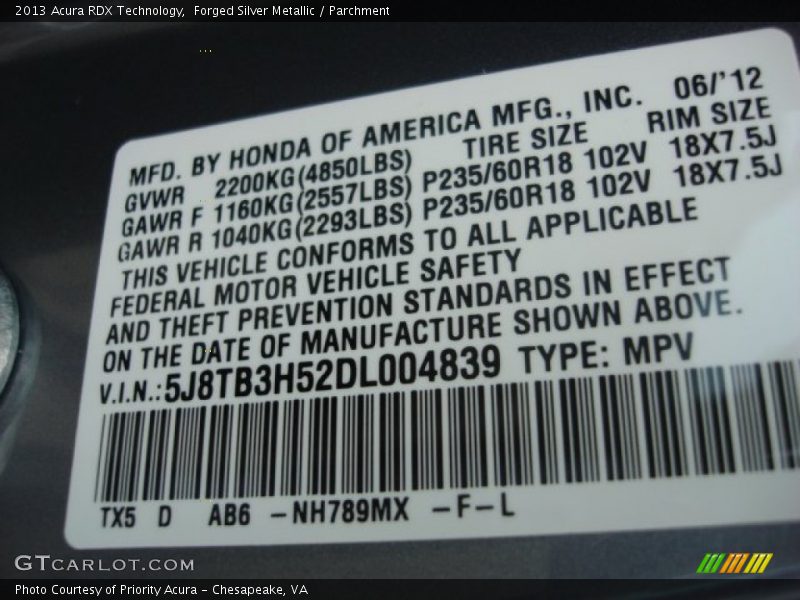 2013 Acura RDX Technology,  Forged Silver Metallic / Parchment
MFD. BY HONDA OF AMERICA MFG., INC. 06/'12
GVWR 2200KG(4850LBS) TIRE SIZE RIM SIZE
GAWR F 1160KG(2557LBS) P235/60R18 102V 18X7.5J
GAWR R 1040KG(2293LBS) P235/60R18 102V 18X7.5J
THIS VEHICLE CONFORMS TO ALL APPLICABLE
FEDERAL MOTOR VEHICLE SAFETY
AND THEFT PREVENTION STANDARDS IN EFFECT
ON THE DATE OF MANUFACTURE SHOWN ABOVE.
V.I.N.:5J8TB3H52DL004839 TYPE: MPV
TX5 D AB6 -NH789MX -F-L
GTCARLOT.COM
Photo Courtesy of Priority Acura - Chesapeake, VA